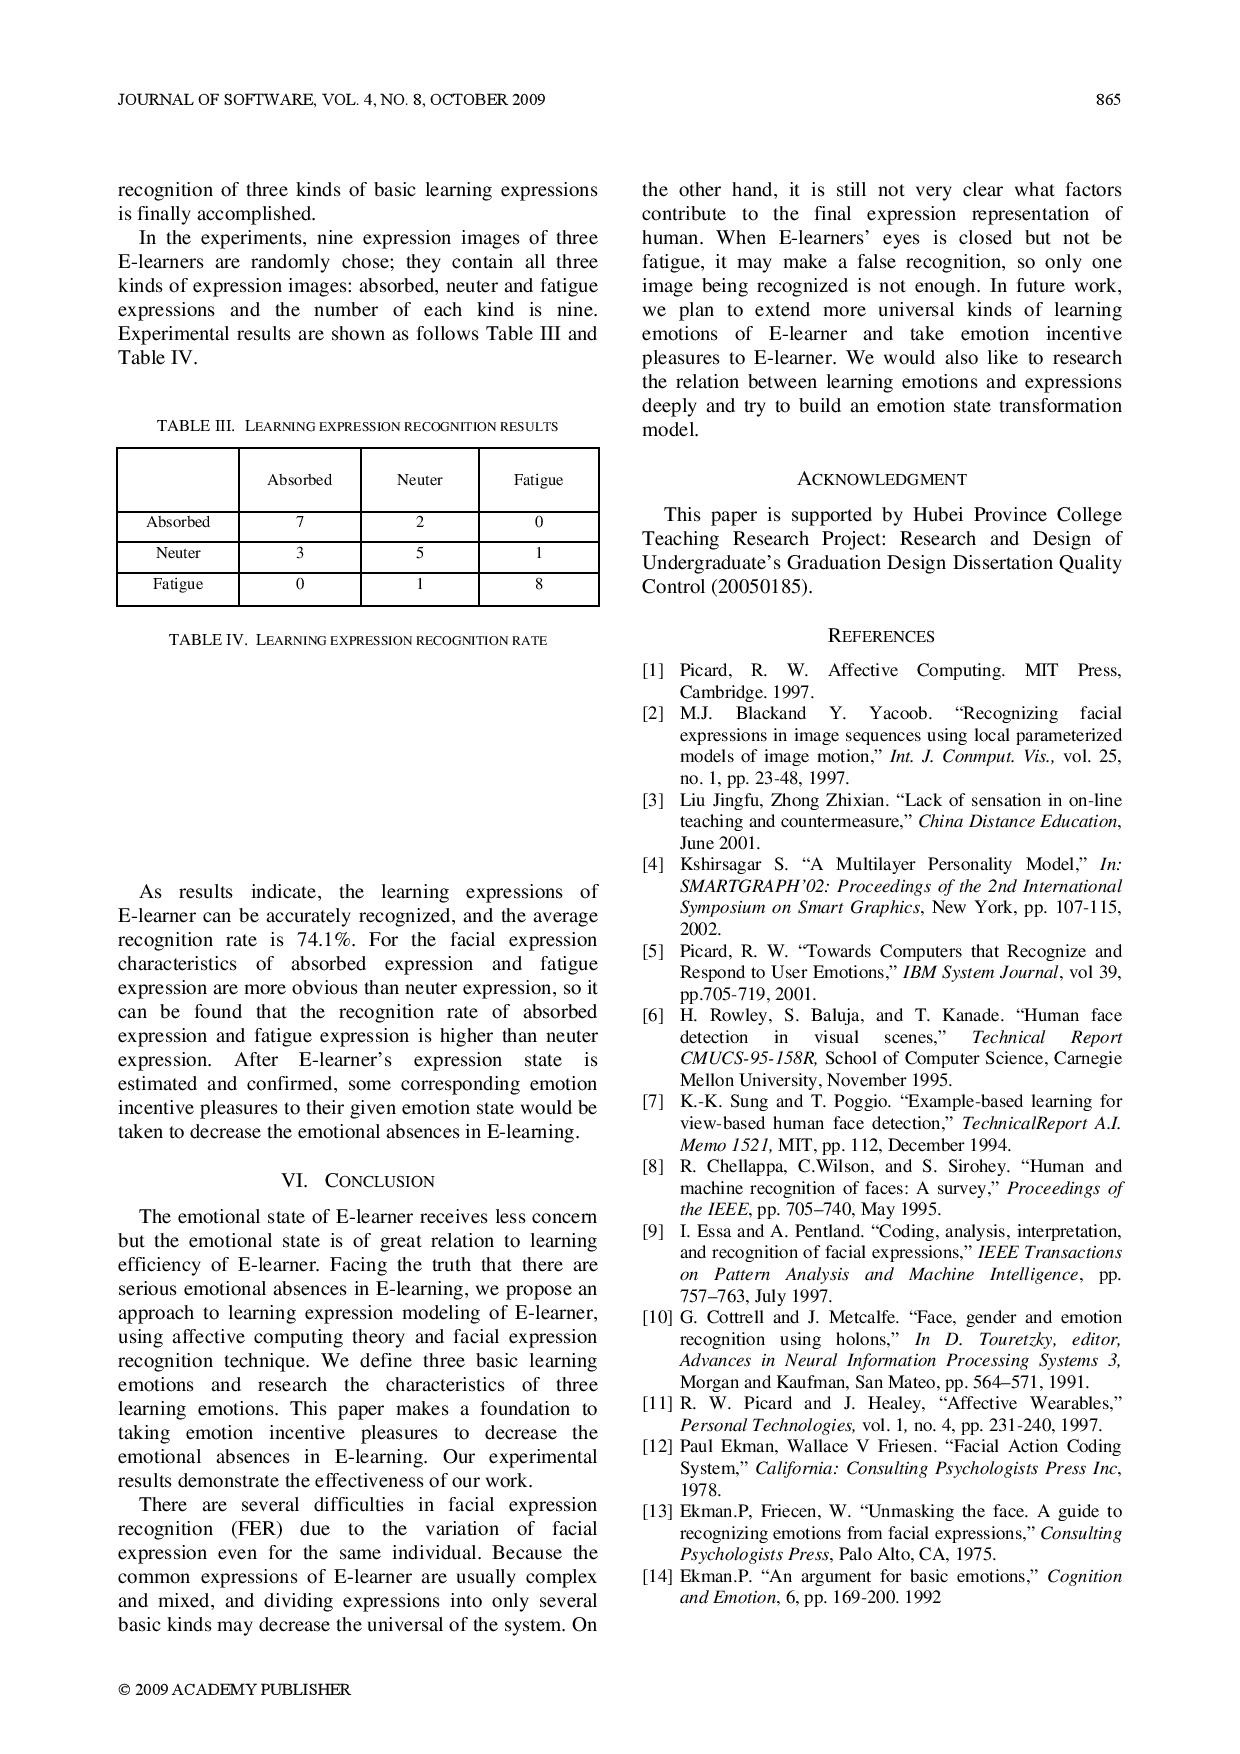 JOURNAL OF SOFTWARE, VOL. 4, NO. 8, OCTOBER 2009 865
recognition of three kinds of basic learning expressions
is finally accomplished.
In the experiments, nine expression images of three
E-learners are randomly chose; they contain all three
kinds of expression images: absorbed, neuter and fatigue
expressions and the number of each kind is nine.
Experimental results are shown as follows Table III and
Table IV.
TABLE III. LEARNING EXPRESSION RECOGNITION RESULTS
Absorbed Neuter Fatigue
Absorbed 7 2 0
Neuter 3 5 1
Fatigue 0 1 8
TABLE IV. LEARNING EXPRESSION RECOGNITION RATE
As results indicate, the learning expressions of
E-learner can be accurately recognized, and the average
recognition rate is 74.1%. For the facial expression
characteristics of absorbed expression and fatigue
expression are more obvious than neuter expression, so it
can be found that the recognition rate of absorbed
expression and fatigue expression is higher than neuter
expression. After E-learner's expression state is
estimated and confirmed, some corresponding emotion
incentive pleasures to their given emotion state would be
taken to decrease the emotional absences in E-learning.
VI. CONCLUSION
The emotional state of E-learner receives less concern
but the emotional state is of great relation to learning
efficiency of E-learner. Facing the truth that there are
serious emotional absences in E-learning, we propose an
approach to learning expression modeling of E-learner,
using affective computing theory and facial expression
recognition technique. We define three basic learning
emotions and research the characteristics of three
learning emotions. This paper makes a foundation to
taking emotion incentive pleasures to decrease the
emotional absences in E-learning. Our experimental
results demonstrate the effectiveness of our work.
There are several difficulties in facial expression
recognition (FER) due to the variation of facial
expression even for the same individual. Because the
common expressions of E-learner are usually complex
and mixed, and dividing expressions into only several
basic kinds may decrease the universal of the system. On
the other hand, it is still not very clear what factors
contribute to the final expression representation of
human. When E-learners' eyes is closed but not be
fatigue, it may make a false recognition, so only one
image being recognized is not enough. In future work,
we plan to extend more universal kinds of learning
emotions of E-learner and take emotion incentive
pleasures to E-learner. We would also like to research
the relation between learning emotions and expressions
deeply and try to build an emotion state transformation
model.
ACKNOWLEDGMENT
This paper is supported by Hubei Province College
Teaching Research Project: Research and Design of
Undergraduate's Graduation Design Dissertation Quality
Control (20050185).
REFERENCES
[1] Picard, R. W. Affective Computing. MIT Press,
Cambridge. 1997.
[2] M.J. Blackand Y. Yacoob. “Recognizing facial
expressions in image sequences using local parameterized
models of image motion,” Int. J. Conmput. Vis., vol. 25,
no. 1, pp. 23-48, 1997.
[3] Liu Jingfu, Zhong Zhixian. “Lack of sensation in on-line
teaching and countermeasure,” China Distance Education,
June 2001.
[4] Kshirsagar S. “A Multilayer Personality Model,” In:
SMARTGRAPH’02: Proceedings of the 2nd International
Symposium on Smart Graphics, New York, pp. 107-115,
2002.
[5] Picard, R. W. “Towards Computers that Recognize and
Respond to User Emotions,” IBM System Journal, vol 39,
pp.705-719, 2001.
[6] H. Rowley, S. Baluja, and T. Kanade. “Human face
detection in visual scenes,” Technical Report
CMUCS-95-158R, School of Computer Science, Carnegie
Mellon University, November 1995.
[7] K.-K. Sung and T. Poggio. “Example-based learning for
view-based human face detection,” TechnicalReport A.I.
Memo 1521, MIT, pp. 112, December 1994.
[8] R. Chellappa, C.Wilson, and S. Sirohey. “Human and
machine recognition of faces: A survey,” Proceedings of
the IEEE, pp. 705–740, May 1995.
[9] I. Essa and A. Pentland. “Coding, analysis, interpretation,
and recognition of facial expressions,” IEEE Transactions
on Pattern Analysis and Machine Intelligence, pp.
757–763, July 1997.
[10] G. Cottrell and J. Metcalfe. “Face, gender and emotion
recognition using holons,” In D. Touretzky, editor,
Advances in Neural Information Processing Systems 3,
Morgan and Kaufman, San Mateo, pp. 564–571, 1991.
[11] R. W. Picard and J. Healey, “Affective Wearables,”
Personal Technologies, vol. 1, no. 4, pp. 231-240, 1997.
[12] Paul Ekman, Wallace V Friesen. “Facial Action Coding
System,” California: Consulting Psychologists Press Inc,
1978.
[13] Ekman.P, Friecen, W. “Unmasking the face. A guide to
recognizing emotions from facial expressions,” Consulting
Psychologists Press, Palo Alto, CA, 1975.
[14] Ekman.P. “An argument for basic emotions,” Cognition
and Emotion, 6, pp. 169-200. 1992
© 2009 ACADEMY PUBLISHER